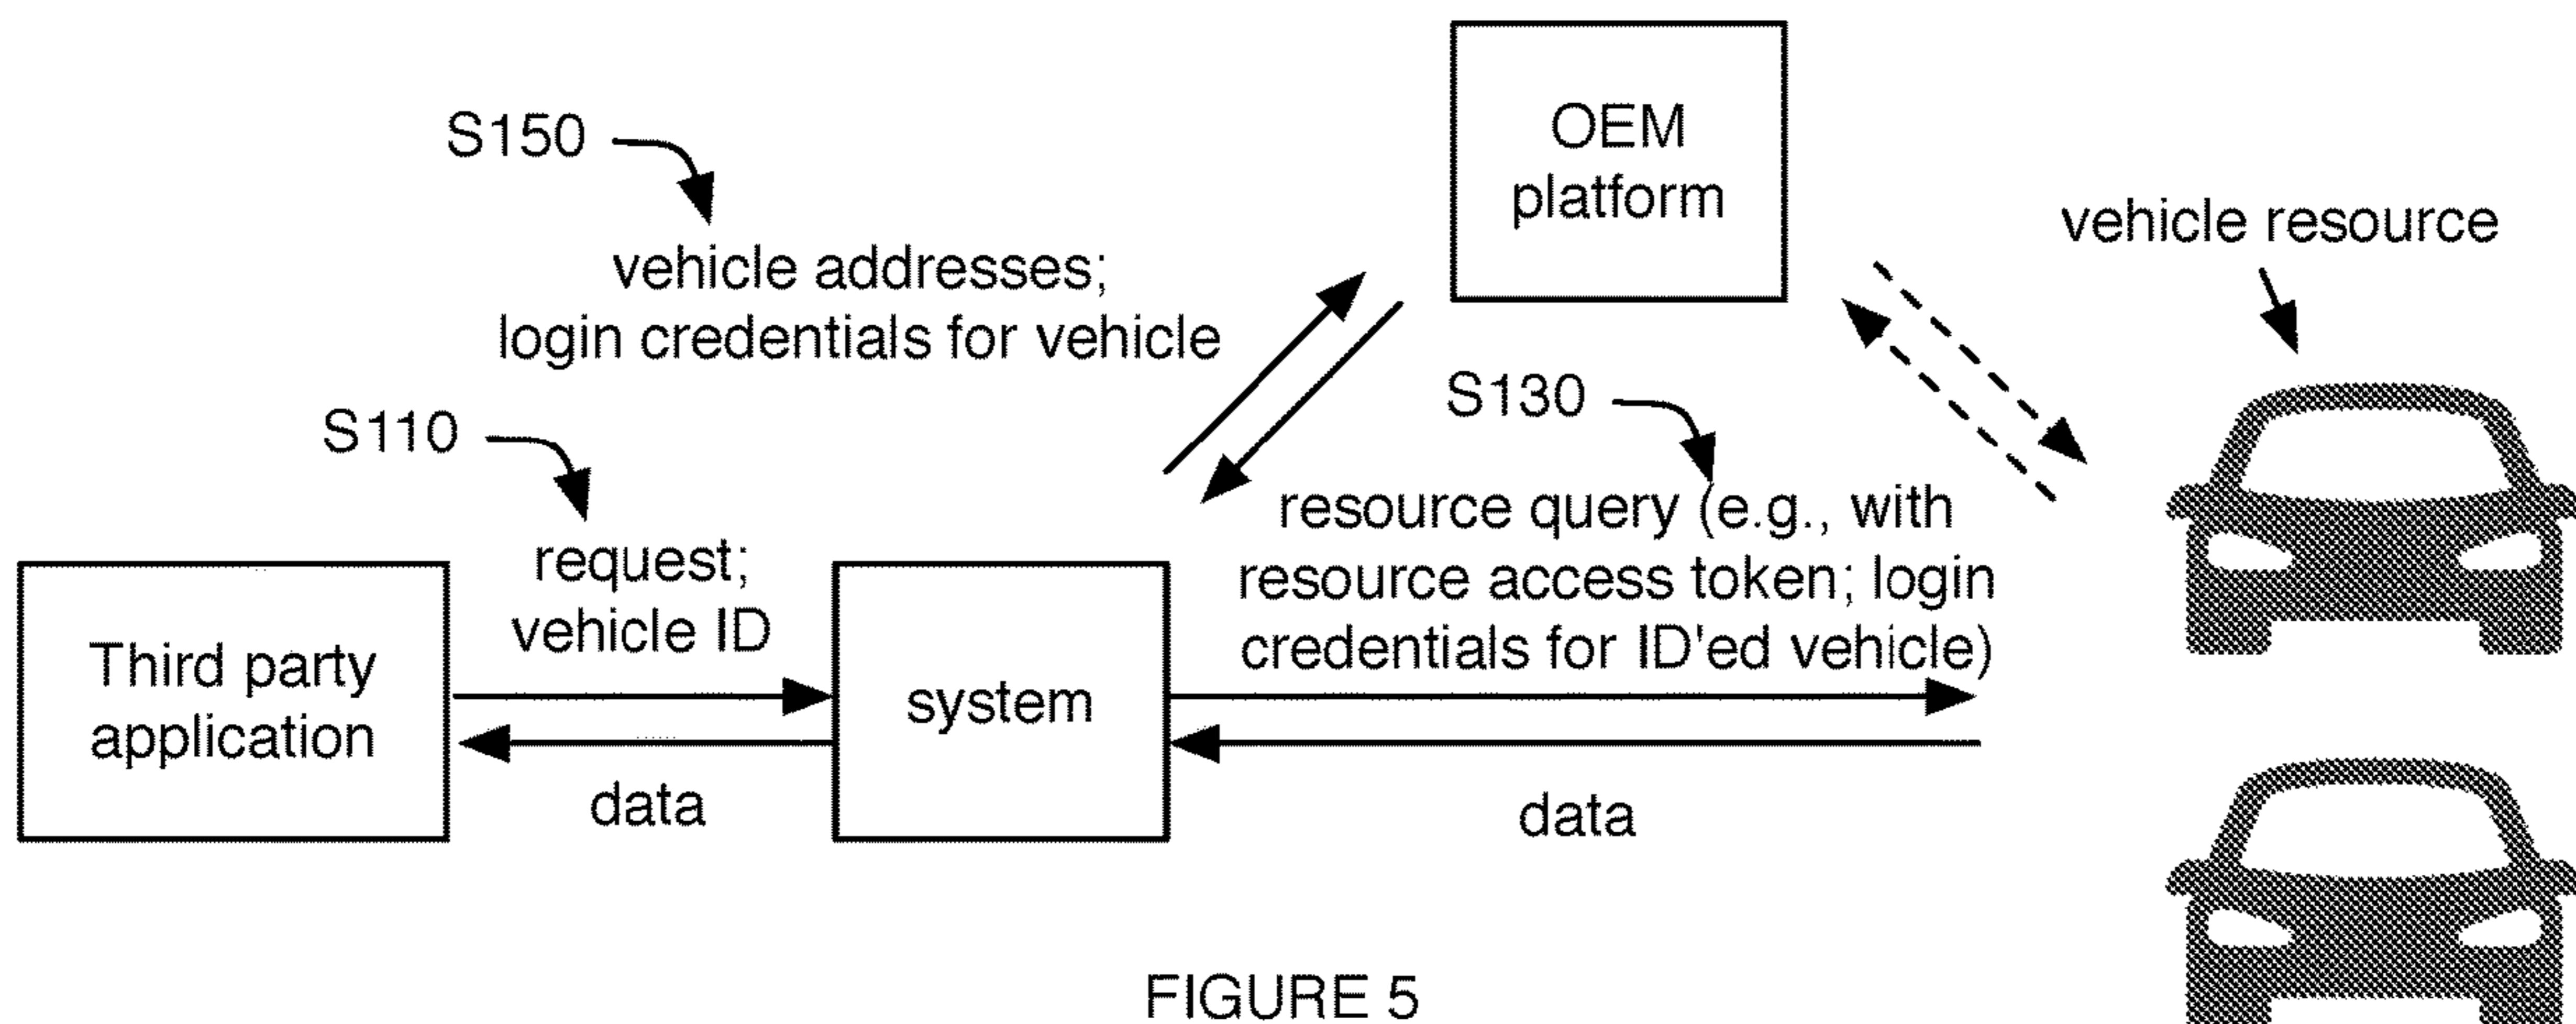 OEM
platform
S150
vehicle addresses;
login credentials for vehicle
vehicle resource
S110
request;
vehicle ID
S130
resource query (e.g., with
resource access token; login
credentials for ID'ed vehicle)
Third party
application
system
data
data
FIGURE 5